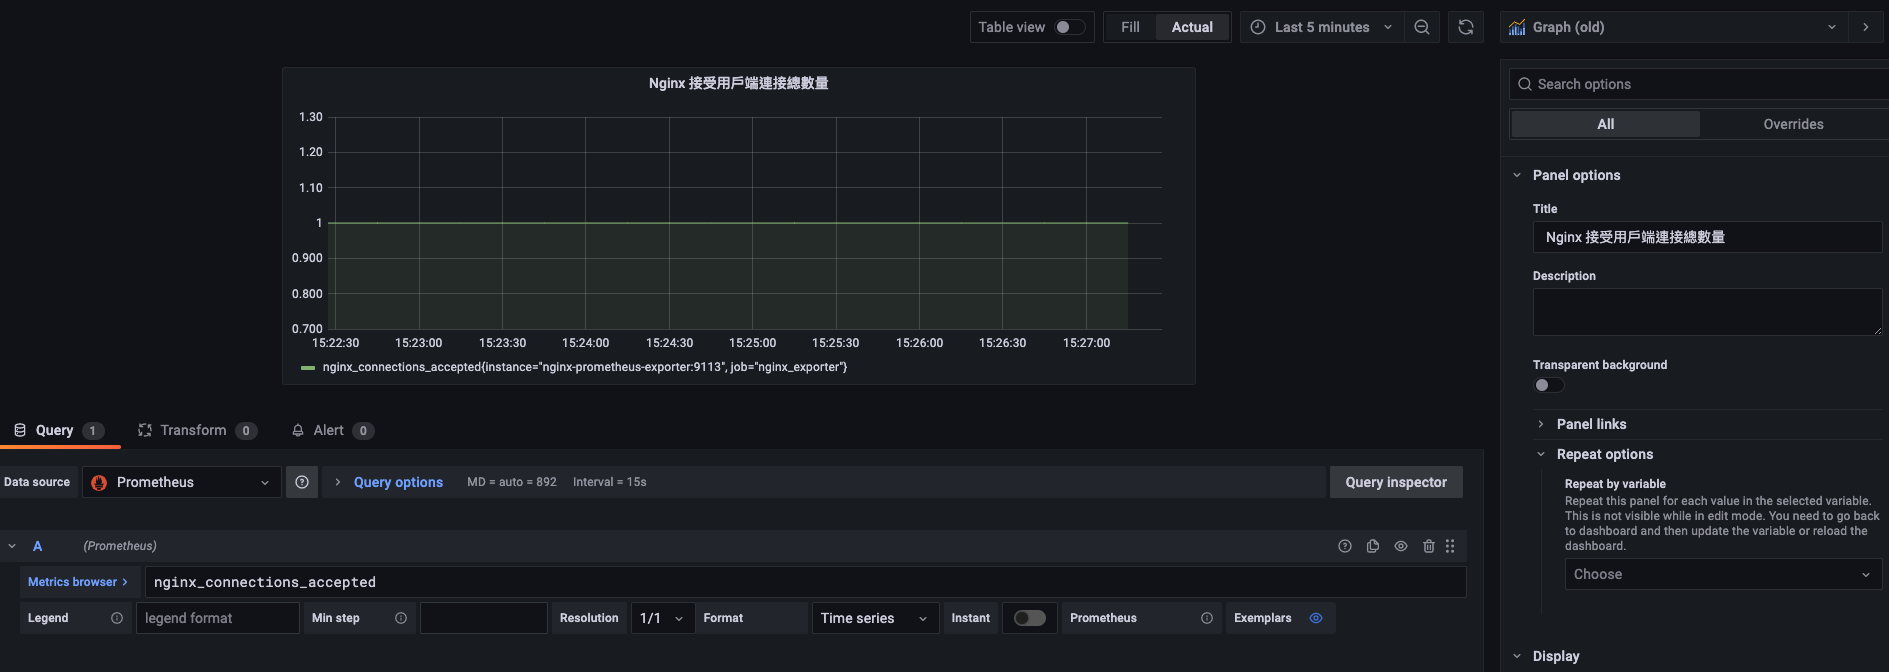 Table view
Fill
Actual
Last 5 minutes
Graph (old)
Nginx 接受用戶端連接總數量
1.30
1.20
1.10
1
0.900
0.800
0.700
15:22:30
15:23:00
15:23:30
15:24:00
15:24:30
15:25:00
15:25:30
15:26:00
15:26:30
15:27:00
nginx_connections_accepted{instance="nginx-prometheus-exporter:9113", job="nginx_exporter"}
Search options
All
Overrides
Panel options
Title
Nginx 接受用戶端連接總數量
Description
Transparent background
Panel links
Repeat options
Repeat by variable
Repeat this panel for each value in the selected variable.
This is not visible while in edit mode. You need to go back
to dashboard and then update the variable or reload the
dashboard.
Choose
Display
Query 1
Transform 0
Alert 0
Data source
Prometheus
Query options
MD = auto = 892
Interval = 15s
Query inspector
A
(Prometheus)
Metrics browser
nginx_connections_accepted
Legend
legend format
Min step
Resolution
1/1
Format
Time series
Instant
Prometheus
Exemplars